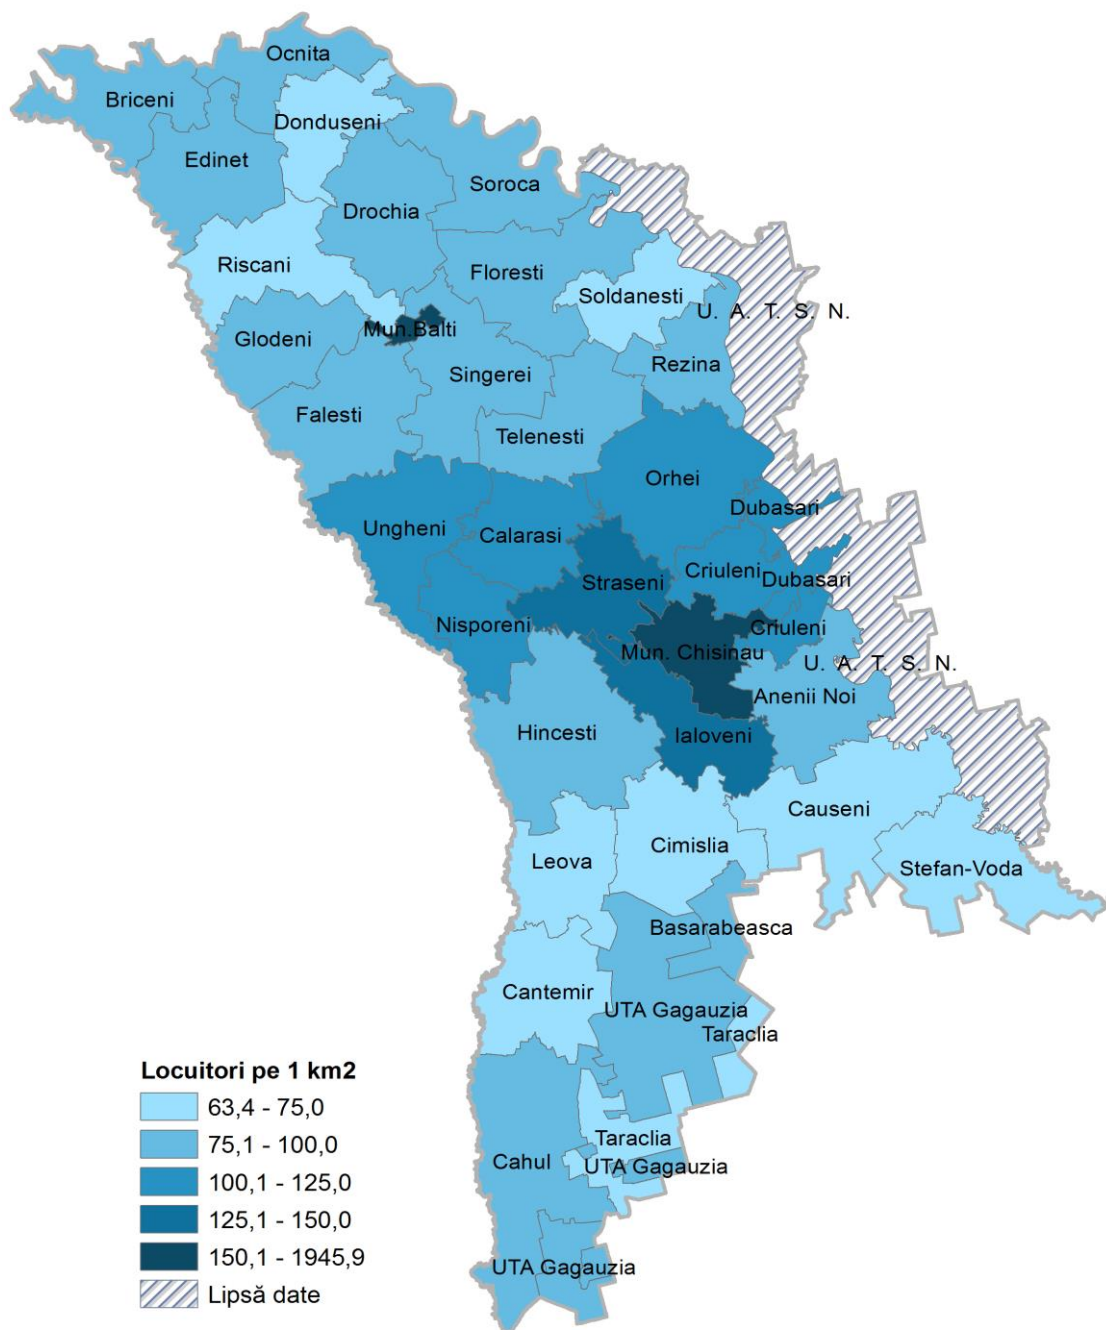 Ocnita
Briceni
Donduseni
Edinet
Soroca
Drochia
Riscani
Floresti
Soldanesti
U. A. T. S. N.
Mun.Balti
Glodeni
Rezina
Singerei
Falesti
Telenesti
Orhei
Dubasari
Ungheni
Calarasi
Criuleni
Dubasari
Straseni
Nisporeni
Criuleni
Mun. Chisinau
U. A. T. S. N.
Anenii Noi
Hincesti
Ialoveni
Causeni
Cimislia
Leova
Stefan-Voda
Basarabeasca
Cantemir
UTA Gagauzia
Taraclia
Locuitori pe 1 km2
63,4 - 75,0
75,1 - 100,0
100,1 - 125,0
125,1 - 150,0
150,1 - 1945,9
Lipsă date
Taraclia
Cahul
UTA Gagauzia
UTA Gagauzia